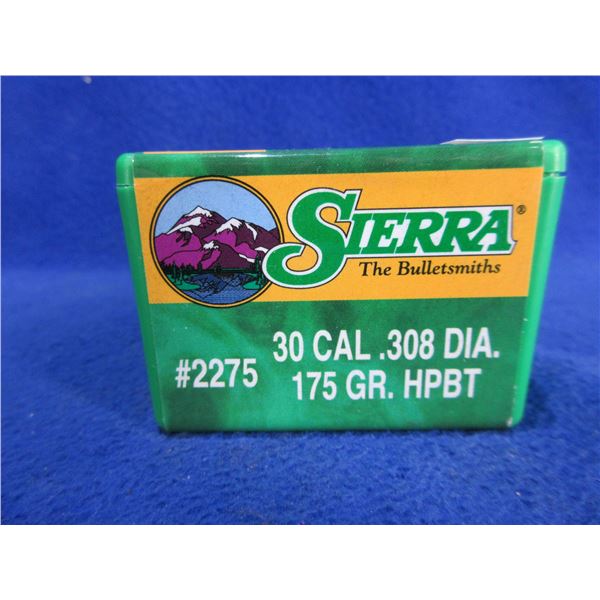 SIERRA®
The Bulletsmiths
#2275
30 CAL .308 DIA.
175 GR. HPBT